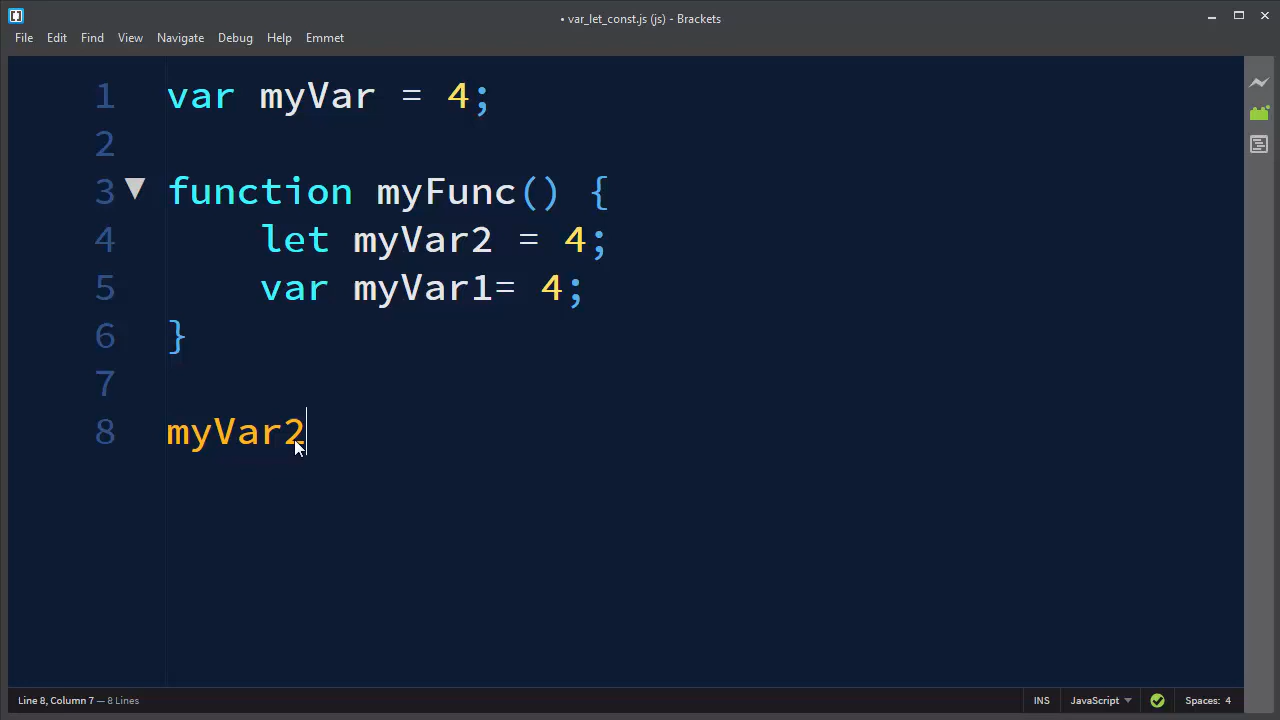 • var_let_const.js (js) - Brackets
File Edit Find View Navigate Debug Help Emmet
1 var myVar = 4;
2
3 function myFunc() {
4     let myVar2 = 4;
5     var myVar1= 4;
6 }
7
8 myVar2
Line 8, Column 7 — 8 Lines INS JavaScript Spaces: 4